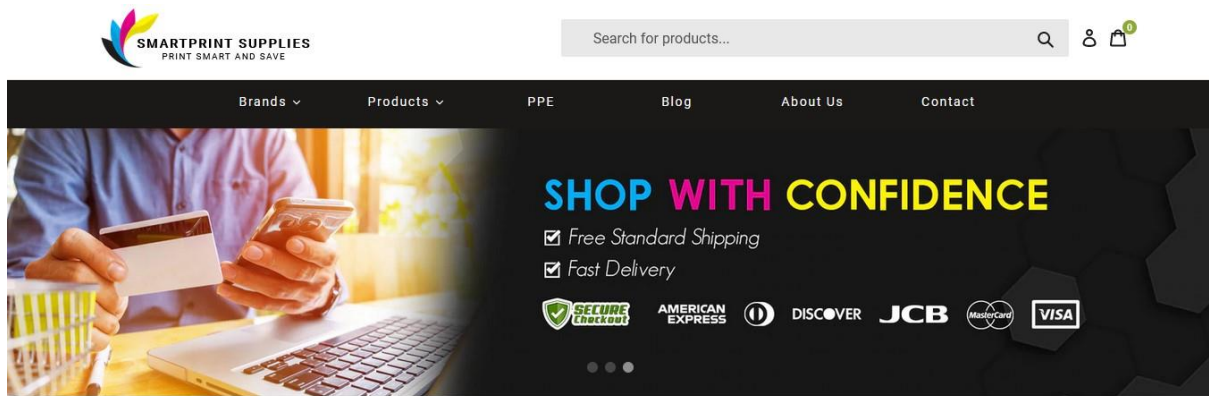 SMARTPRINT SUPPLIES
PRINT SMART AND SAVE
Search for products...
0
Brands Products PPE Blog About Us Contact
SHOP WITH CONFIDENCE
Free Standard Shipping
Fast Delivery
SECURE Checkout
AMERICAN EXPRESS
DISCOVER
JCB
MasterCard
VISA